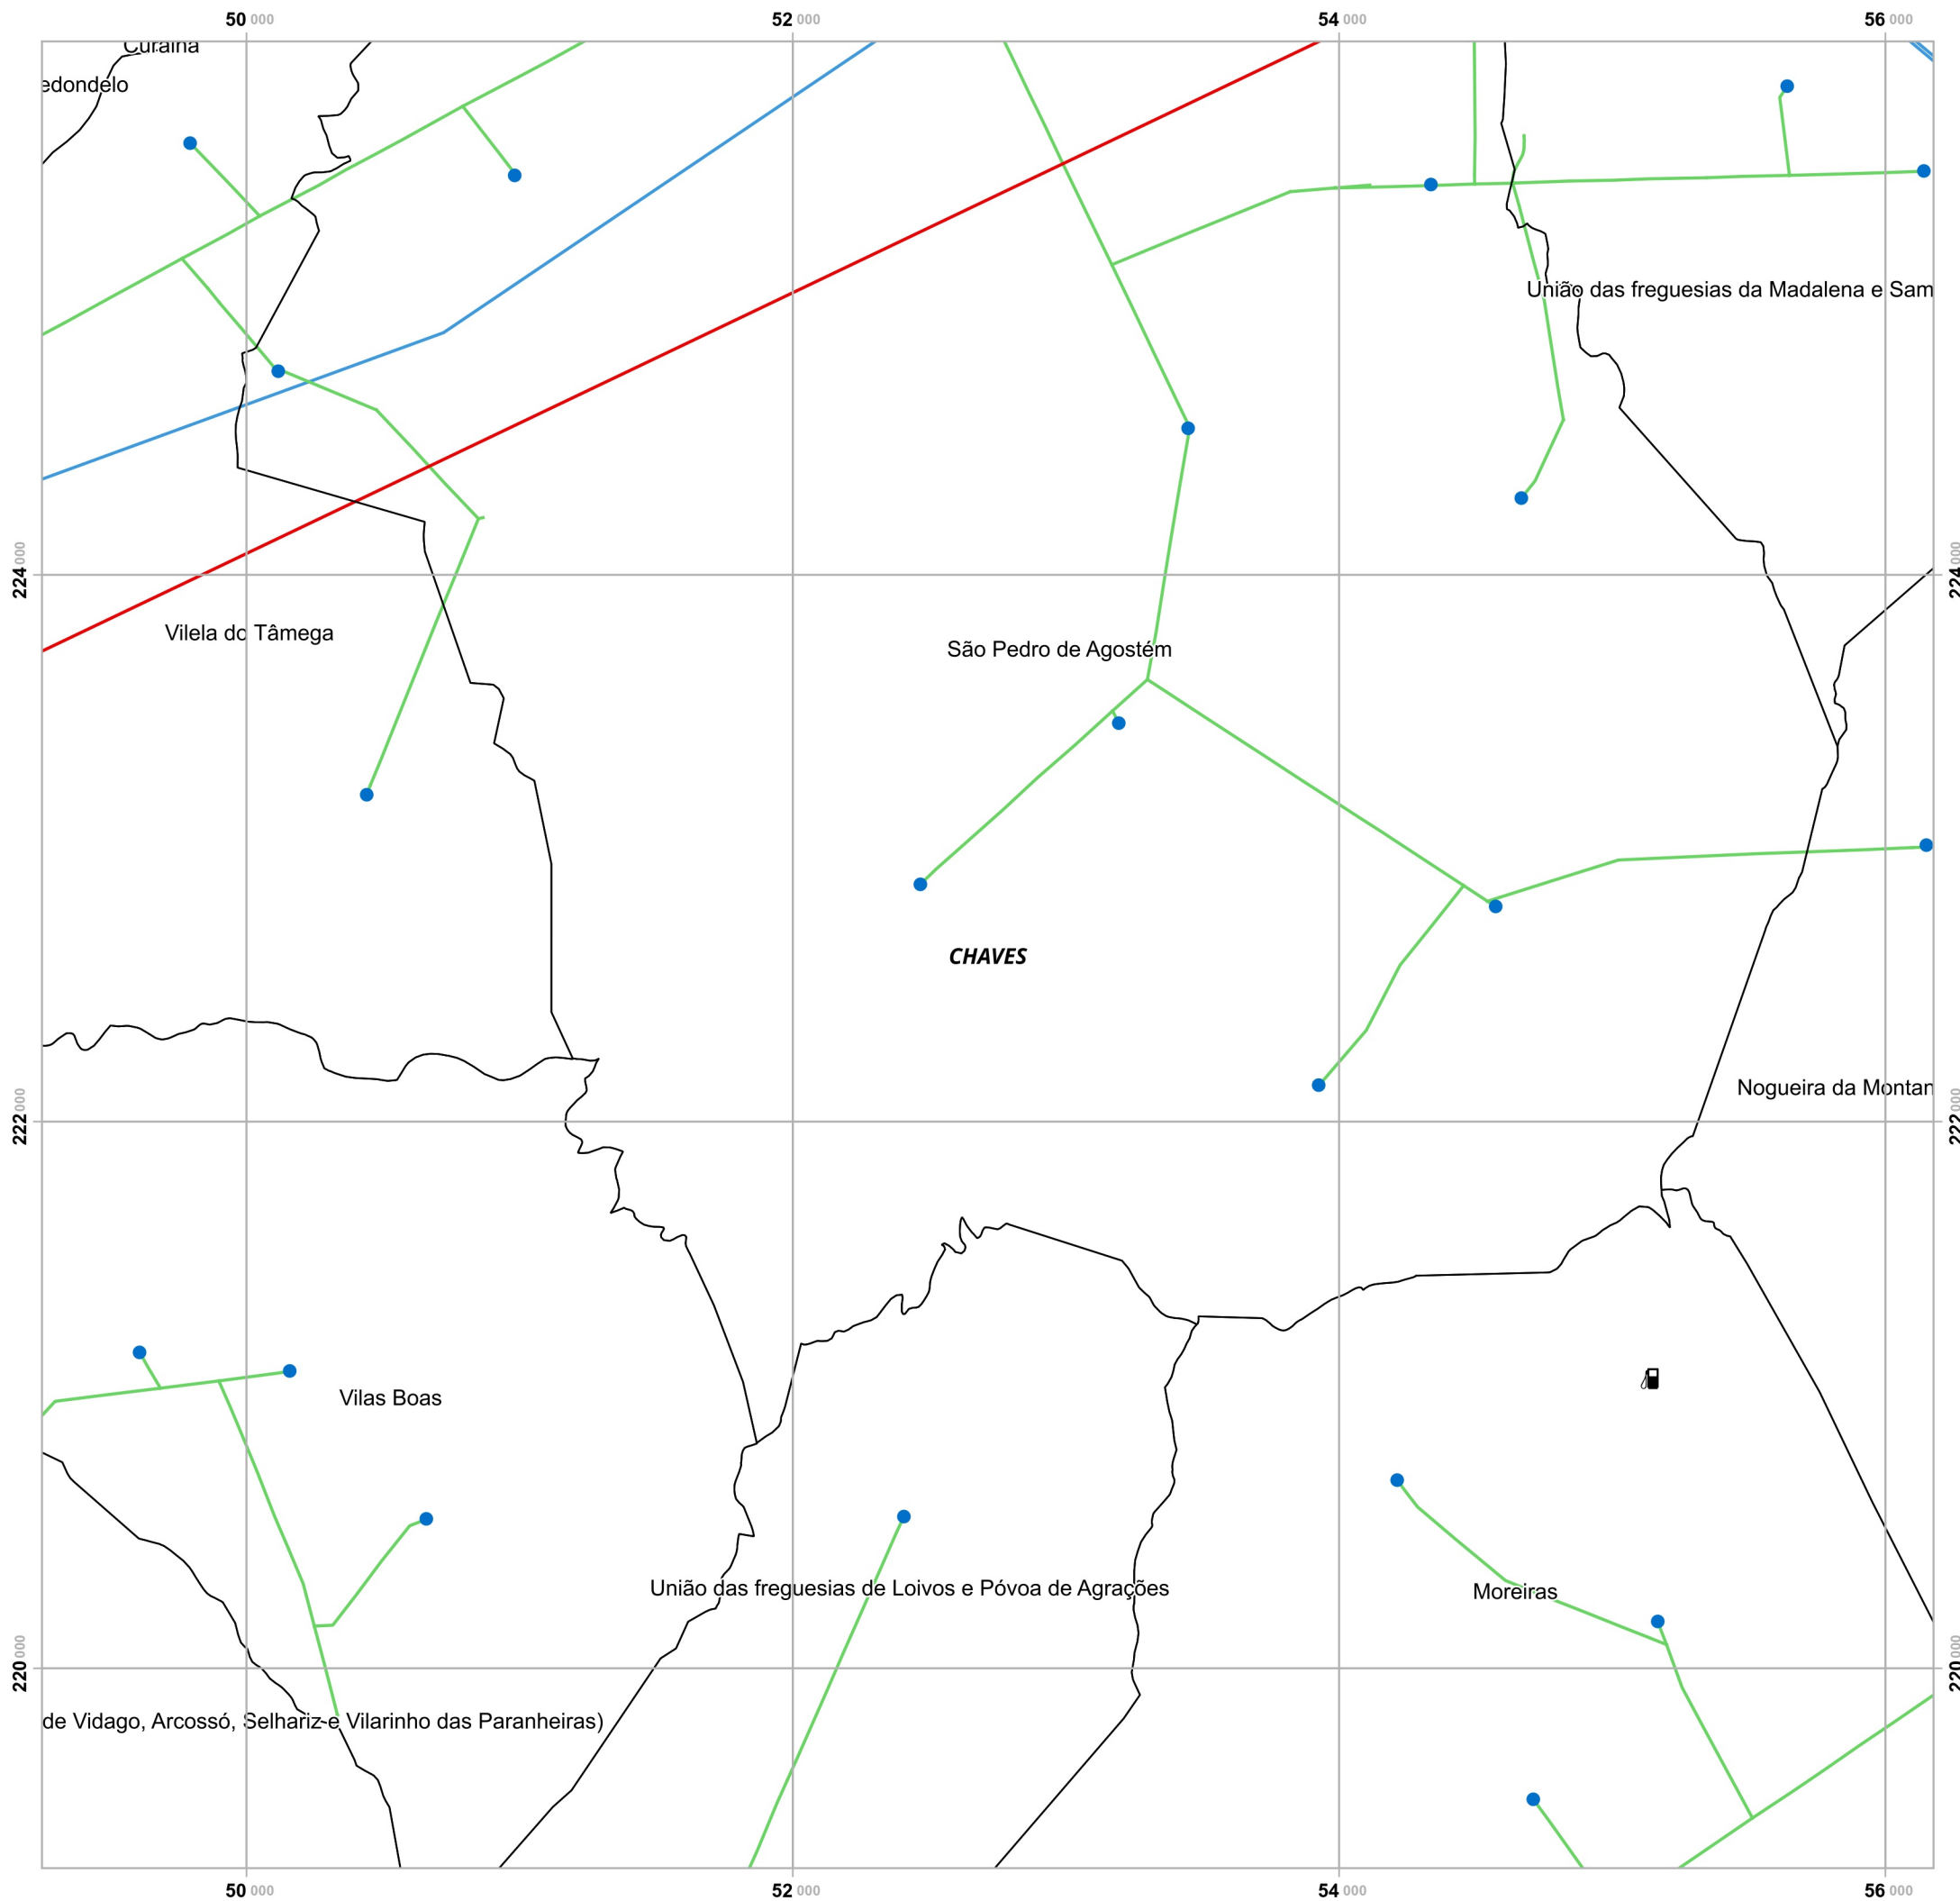 50 000 52 000 54 000 56 000
Curalha
edondelo
União das freguesias da Madalena e Sam
224 000 224 000
Vilela do Tâmega
São Pedro de Agostém
CHAVES
Nogueira da Montan
222 000 222 000
Vilas Boas
União das freguesias de Loivos e Póvoa de Agrações
Moreiras
220 000 220 000
de Vidago, Arcossó, Selhariz e Vilarinho das Paranheiras)
50 000 52 000 54 000 56 000